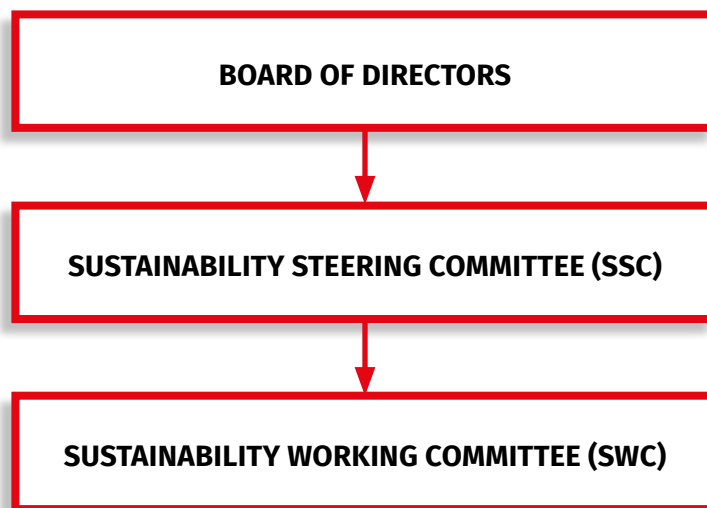 BOARD OF DIRECTORS
SUSTAINABILITY STEERING COMMITTEE (SSC)
SUSTAINABILITY WORKING COMMITTEE (SWC)